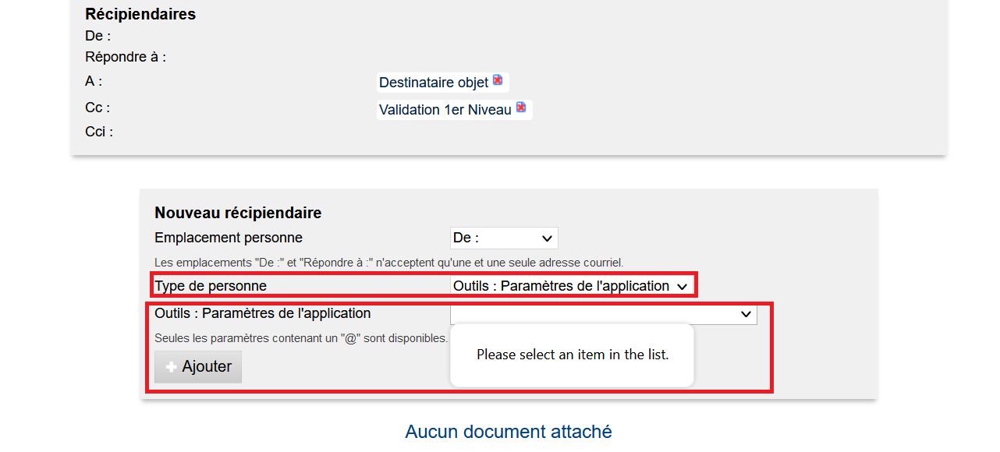 Récipiendaires
De :
Répondre à :
A :
Destinataire objet
Cc :
Validation 1er Niveau
Cci :
Nouveau récipiendaire
Emplacement personne
De :
Les emplacements "De :" et "Répondre à :" n'acceptent qu'une et une seule adresse courriel.
Type de personne
Outils : Paramètres de l'application
Outils : Paramètres de l'application
Seules les paramètres contenant un "@" sont disponibles.
Please select an item in the list.
Ajouter
Aucun document attaché